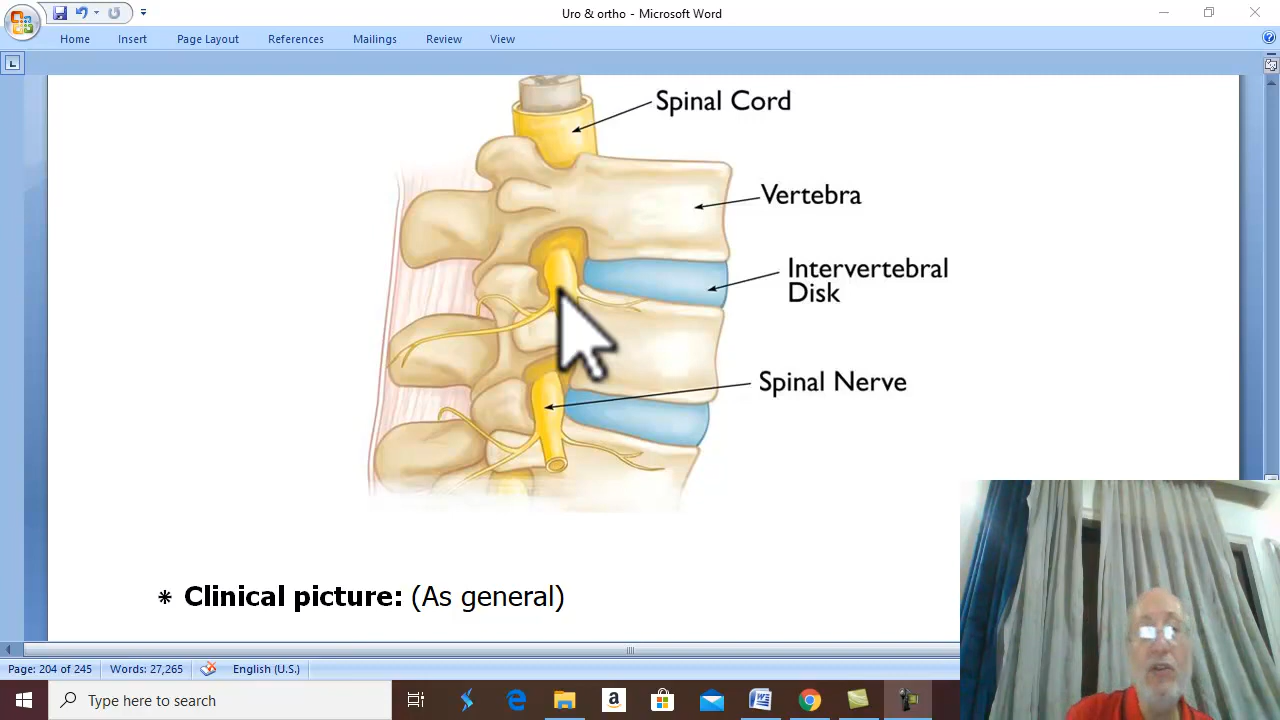 Uro & ortho - Microsoft Word
Home Insert Page Layout References Mailings Review View
Spinal Cord
Vertebra
Intervertebral
Disk
Spinal Nerve
* Clinical picture: (As general)
Page: 204 of 245 Words: 27,265 English (U.S.)
Type here to search